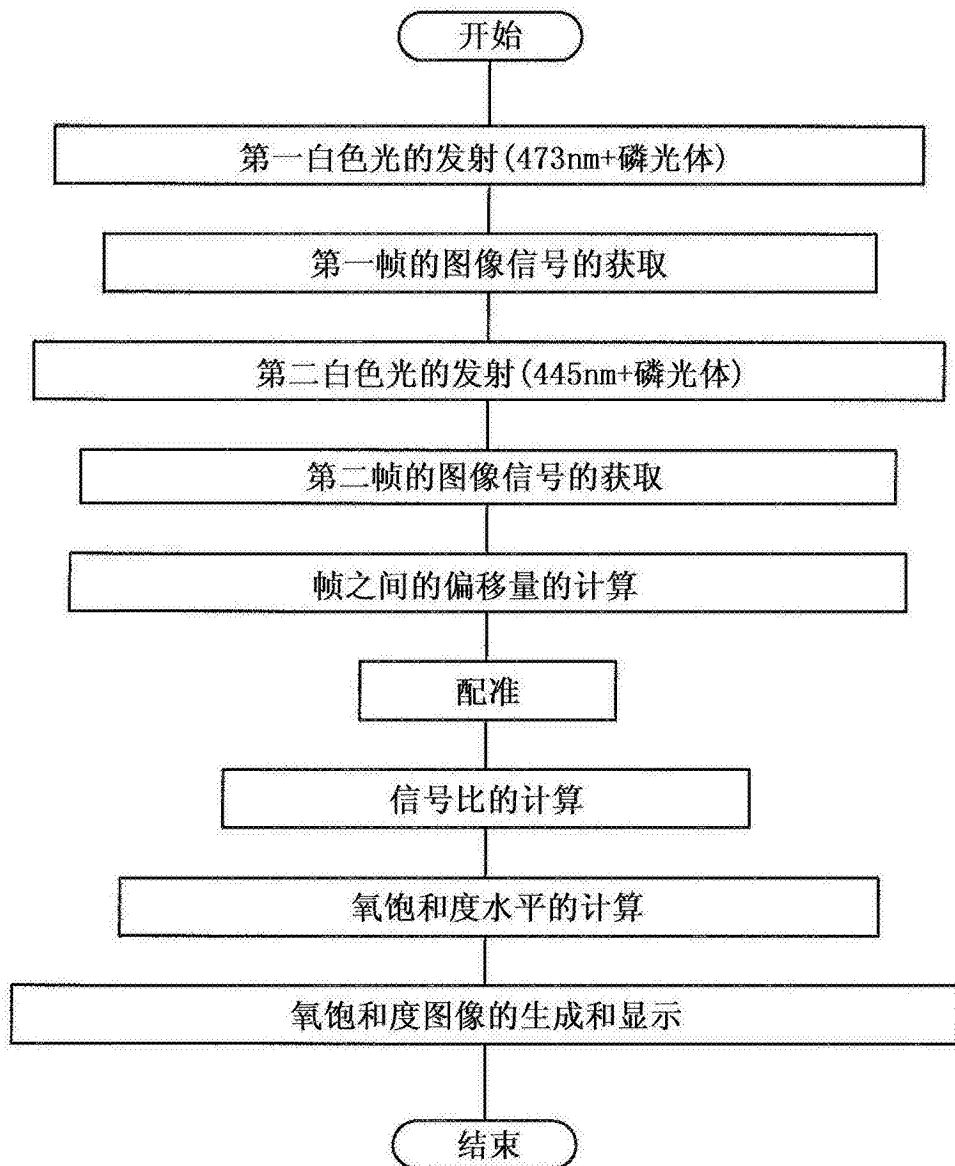 开始
第一白色光的发射(473nm+磷光体)
第一帧的图像信号的获取
第二白色光的发射(445nm+磷光体)
第二帧的图像信号的获取
帧之间的偏移量的计算
配准
信号比的计算
氧饱和度水平的计算
氧饱和度图像的生成和显示
结束